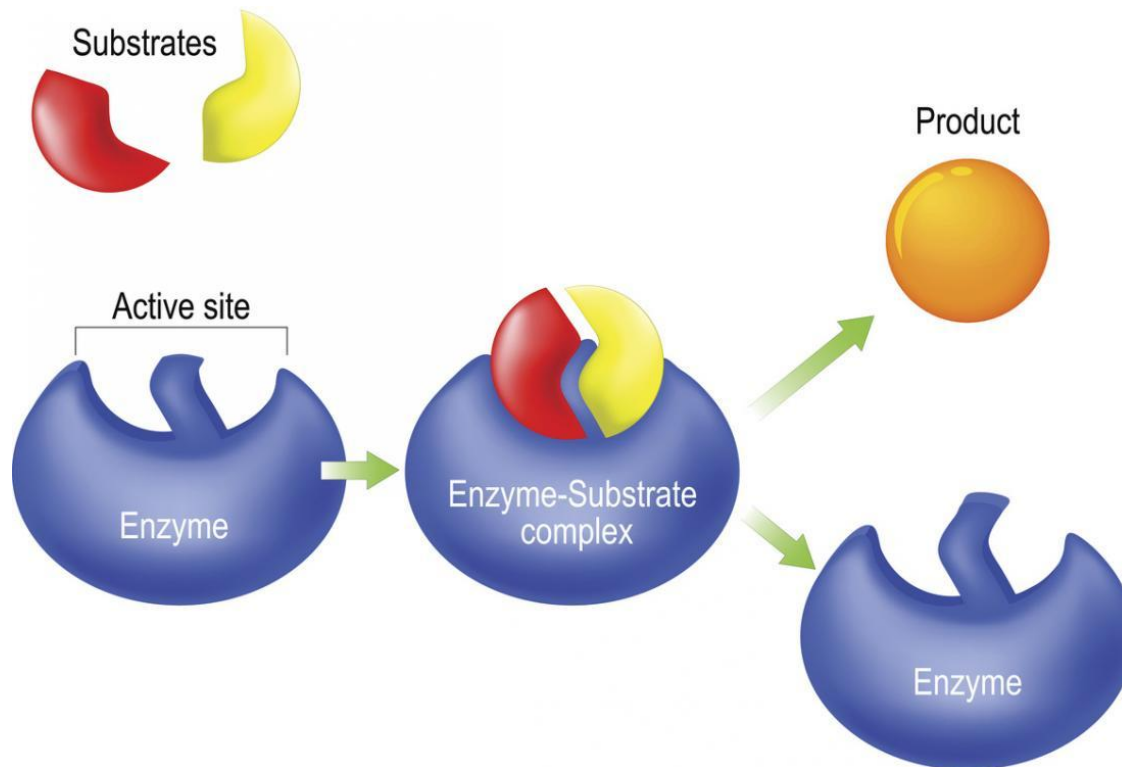 Substrates
Product
Active site
Enzyme
Enzyme-Substrate
complex
Enzyme